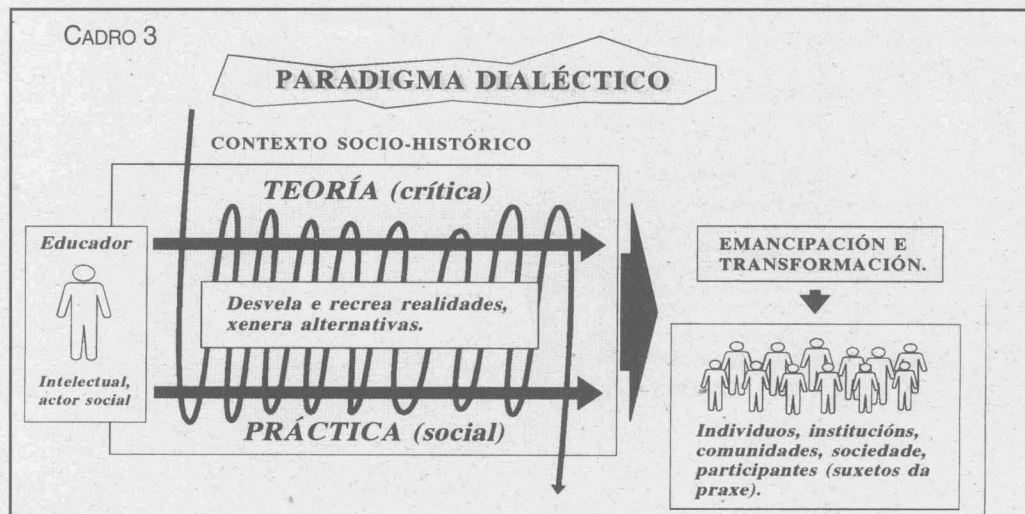 CADRO 3
PARADIGMA DIALÉCTICO
CONTEXTO SOCIO-HISTÓRICO
TEORÍA (crítica)
Educador
Desvela e recrea realidades,
xenera alternativas.
Intelectual,
actor social
PRÁCTICA (social)
EMANCIPACIÓN E
TRANSFORMACIÓN.
Individuos, institucións,
comunidades, sociedade,
participantes (suxetos da
praxe).